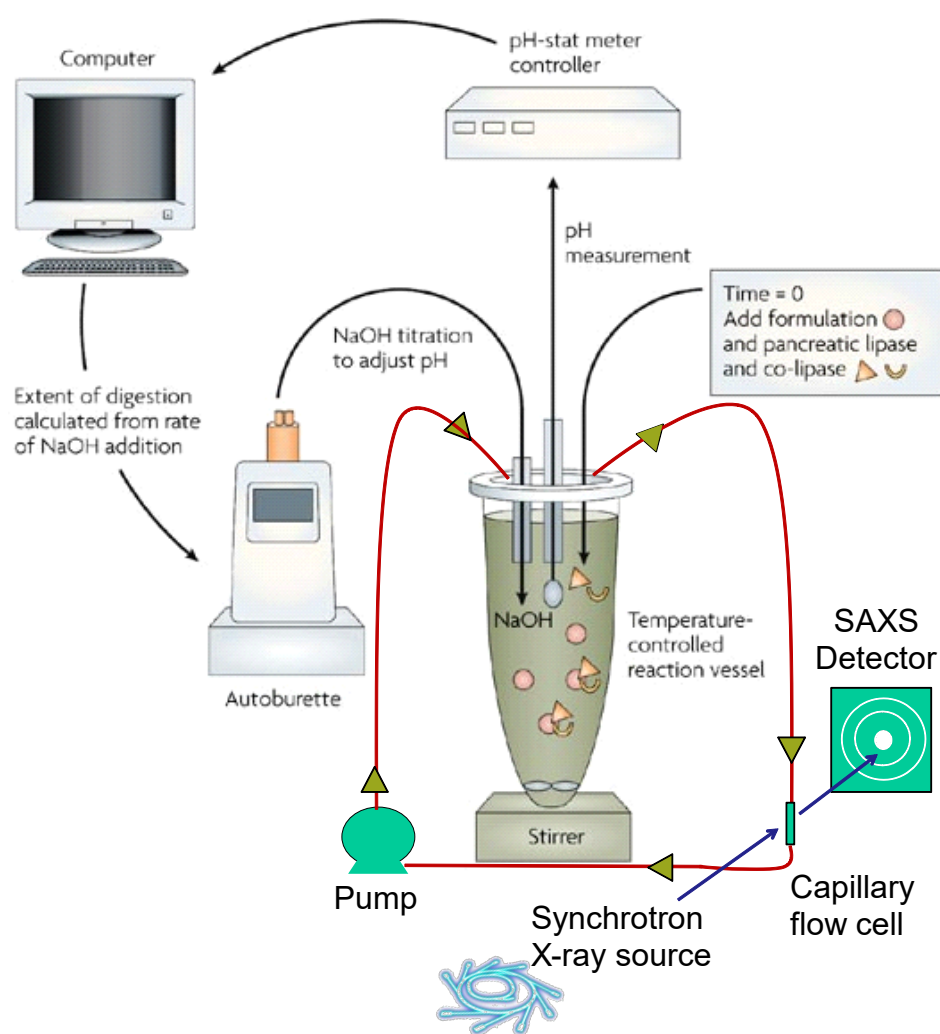 Computer
pH-stat meter
controller
pH
measurement
Time = 0
Add formulation
and pancreatic lipase
and co-lipase
NaOH titration
to adjust pH
Extent of digestion
calculated from rate
of NaOH addition
NaOH
Temperature-
controlled
reaction vessel
SAXS
Detector
Autoburette
Stirrer
Pump
Capillary
flow cell
Synchrotron
X-ray source